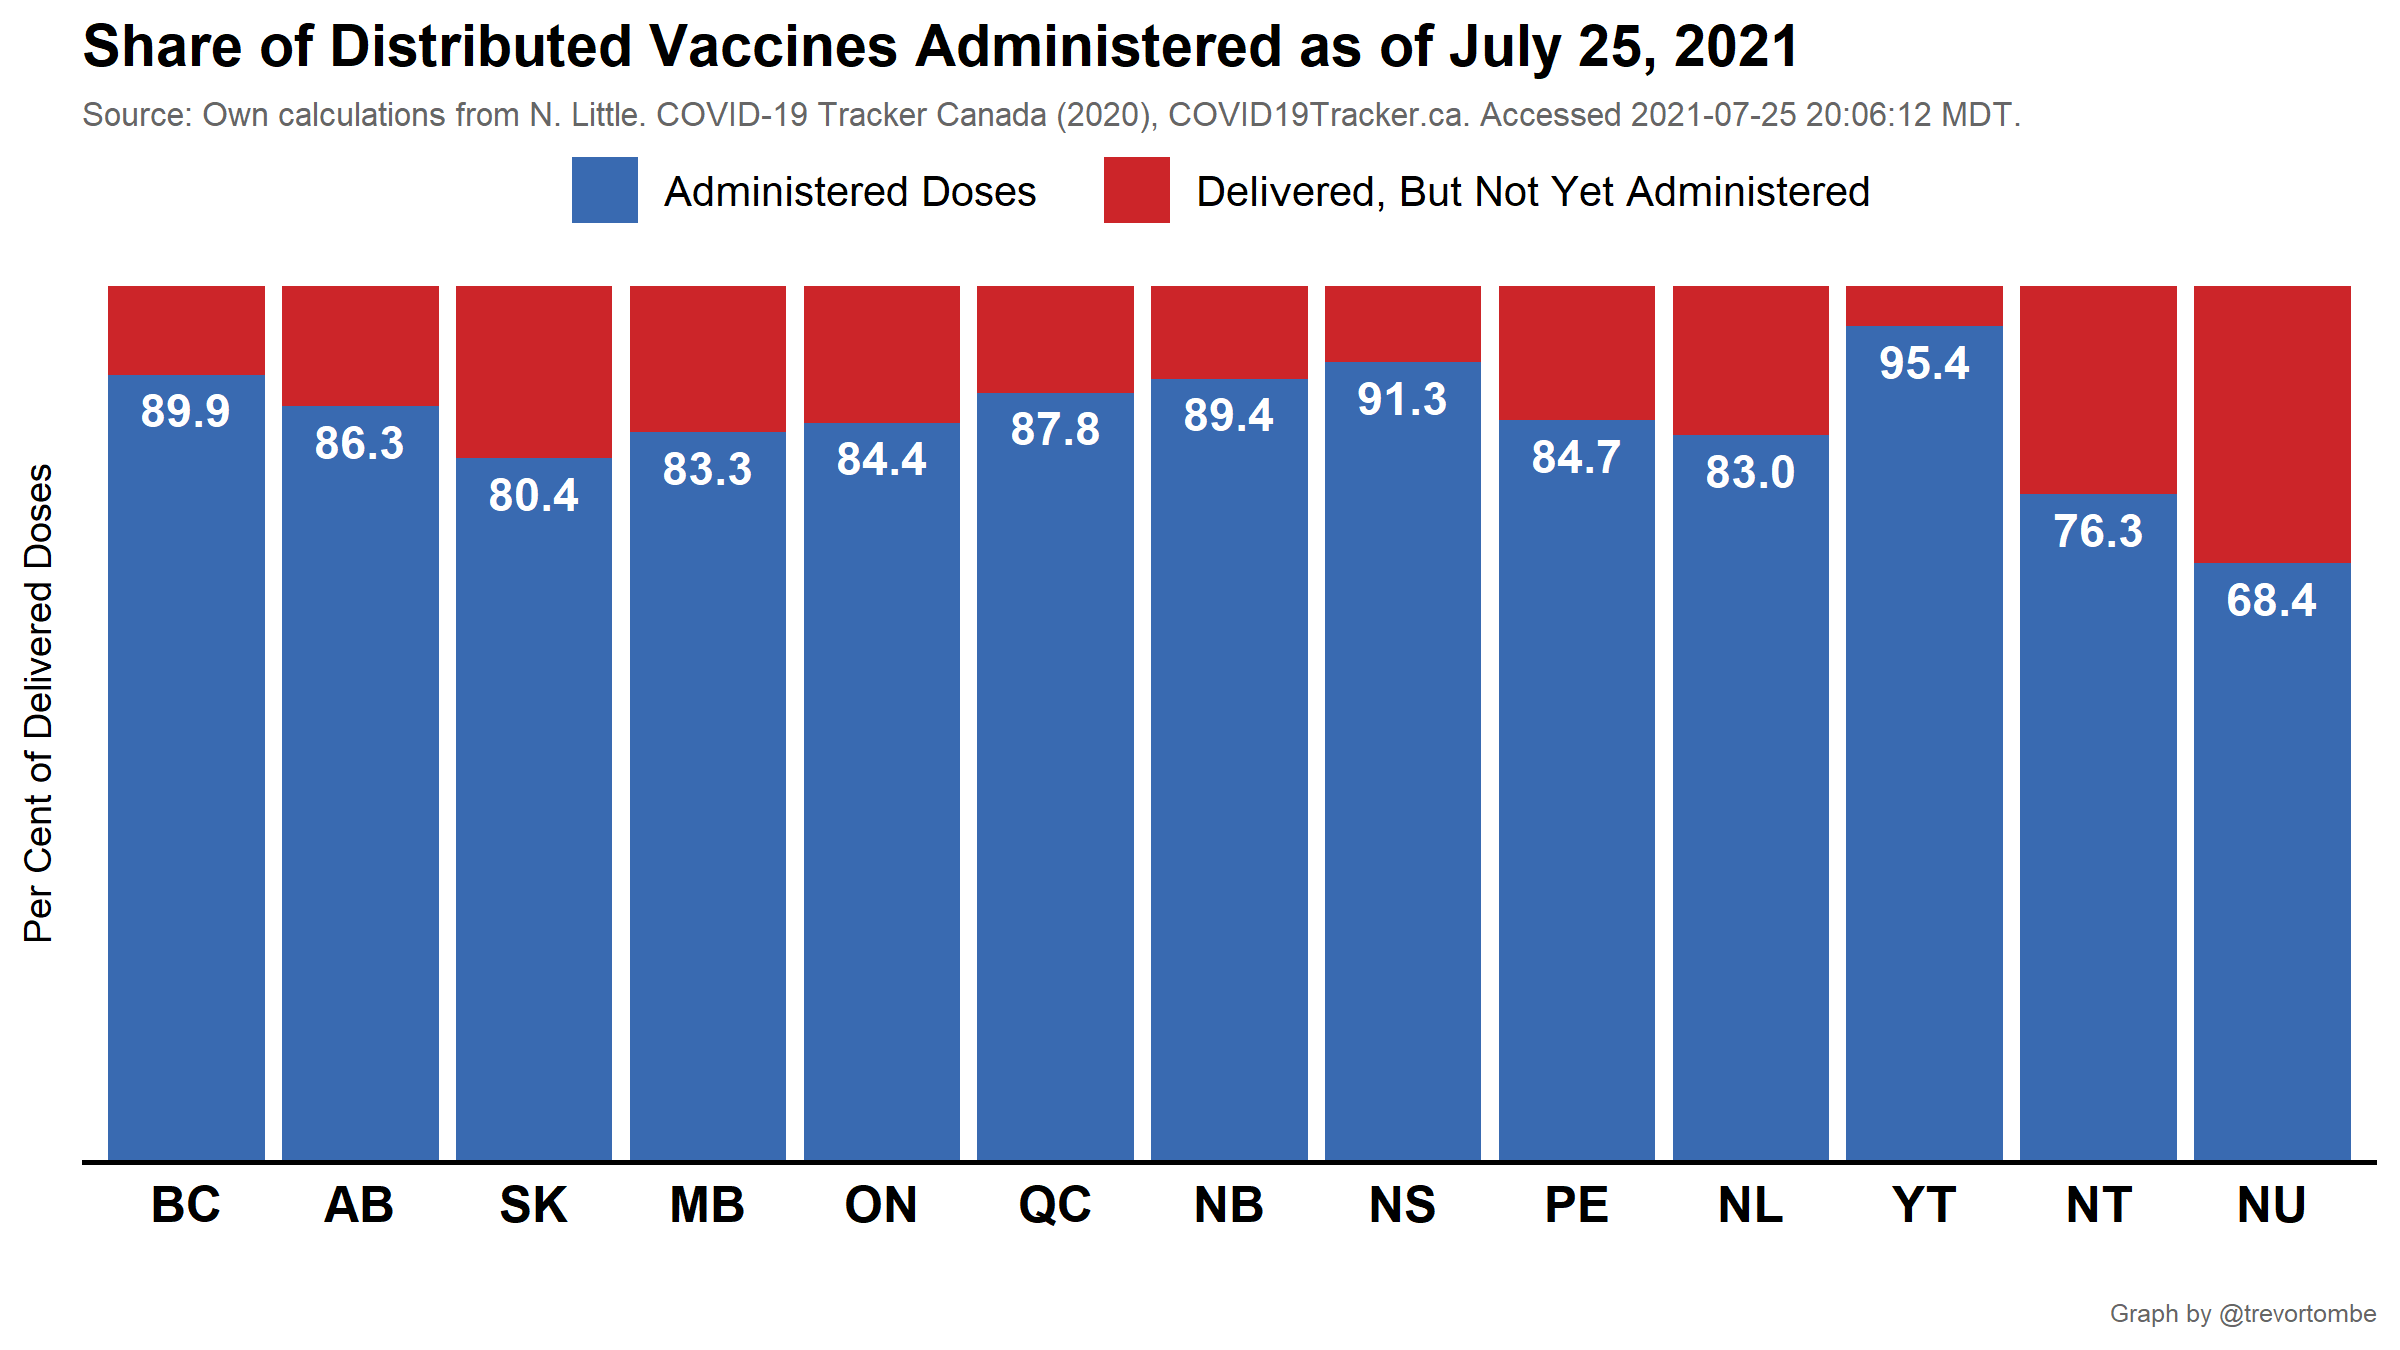 Share of Distributed Vaccines Administered as of July 25, 2021
Source: Own calculations from N. Little. COVID-19 Tracker Canada (2020), COVID19Tracker.ca. Accessed 2021-07-25 20:06:12 MDT.
Administered Doses Delivered, But Not Yet Administered
Per Cent of Delivered Doses
89.9 86.3 80.4 83.3 84.4 87.8 89.4 91.3 84.7 83.0 95.4 76.3 68.4
BC AB SK MB ON QC NB NS PE NL YT NT NU
Graph by @trevortombe